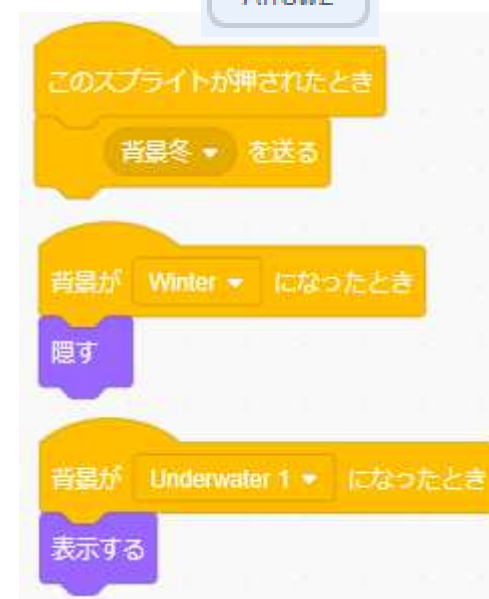 Arrow2
このスプライトが押されたとき
背景冬 を送る
背景が Winter になったとき
隠す
背景が Underwater 1 になったとき
表示する